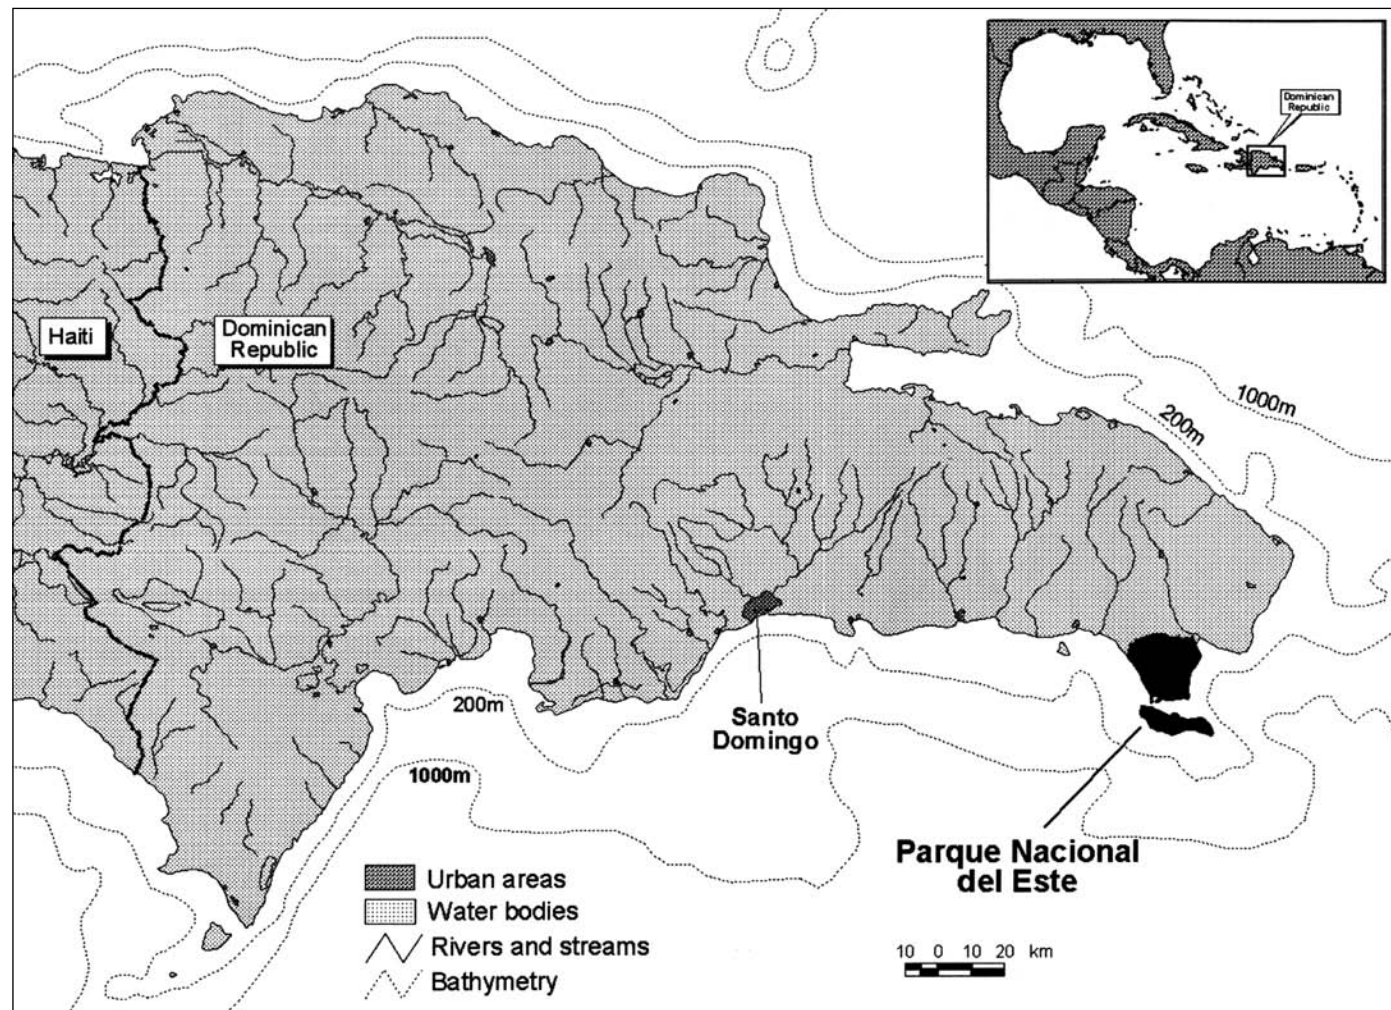 Dominican
Republic
Haiti
Dominican
Republic
1000m
200m
200m
1000m
Santo
Domingo
Parque Nacional
del Este
Urban areas
Water bodies
Rivers and streams
Bathymetry
10 0 10 20 km